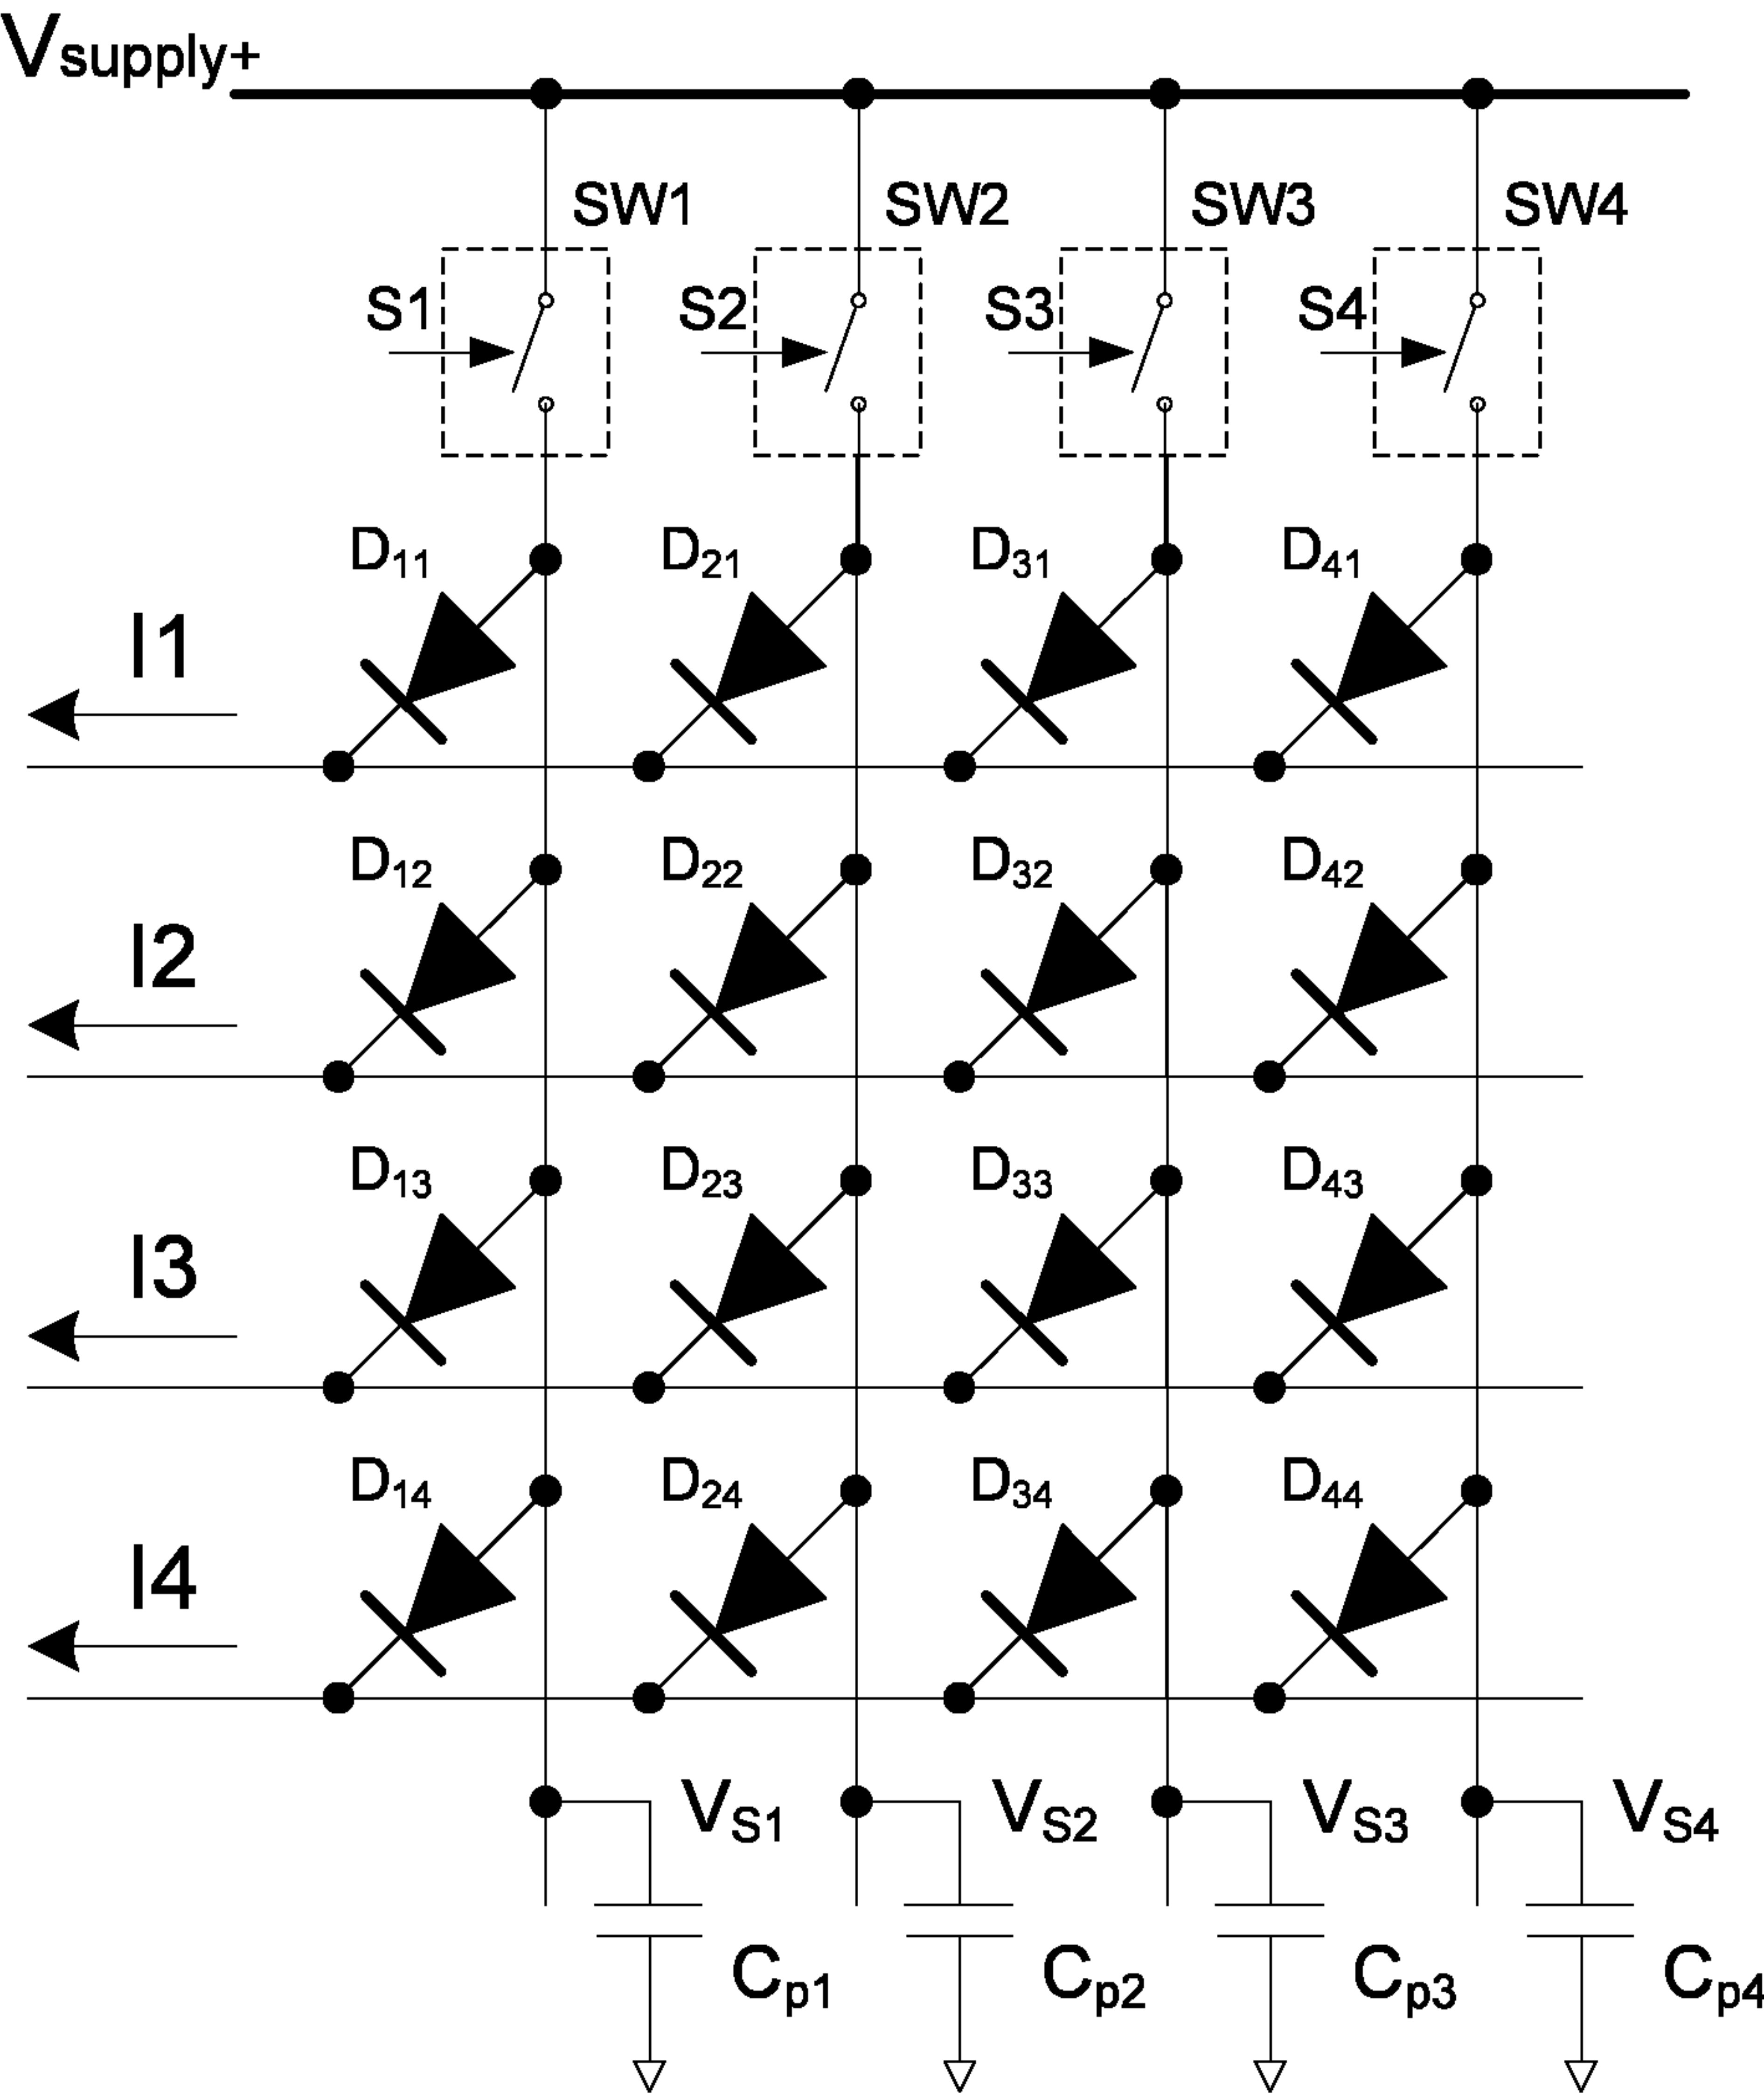 Vsupply+
SW1 SW2 SW3 SW4
S1 S2 S3 S4
D11 D21 D31 D41
I1
D12 D22 D32 D42
I2
D13 D23 D33 D43
I3
D14 D24 D34 D44
I4
VS1 VS2 VS3 VS4
Cp1 Cp2 Cp3 Cp4